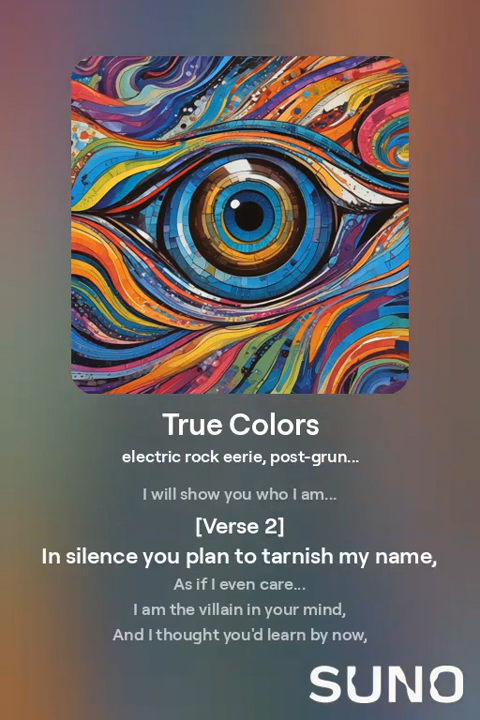 True Colors
electric rock eerie, post-grun...
I will show you who I am...
[Verse 2]
In silence you plan to tarnish my name,
As if I even care...
I am the villain in your mind,
And I thought you'd learn by now,
SUNO